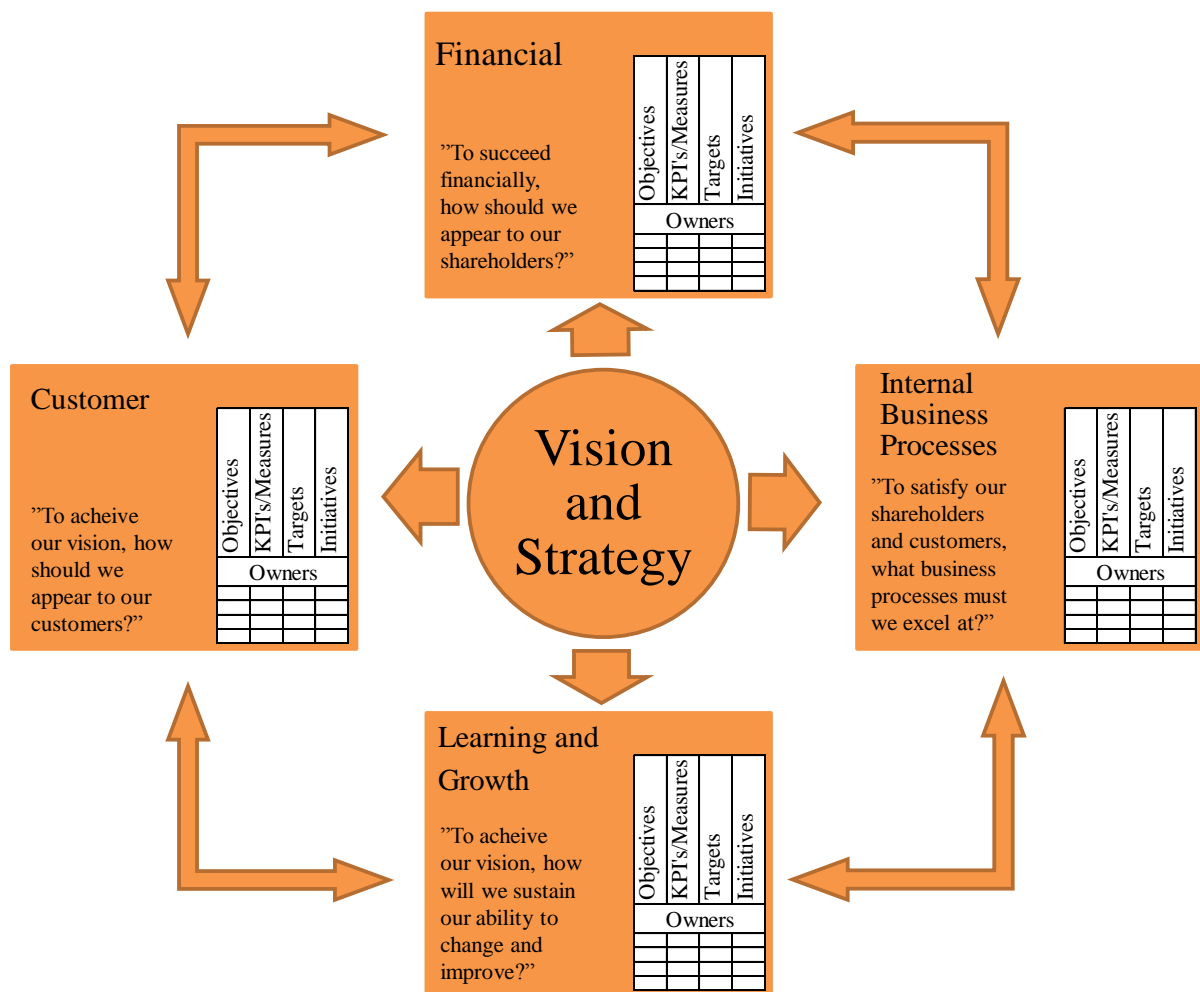 Financial
”To succeed
financially,
how should we
appear to our
shareholders?”
Objectives
KPI's/Measures
Targets
Initiatives
Owners
Customer
”To acheive
our vision, how
should we
appear to our
customers?”
Objectives
KPI's/Measures
Targets
Initiatives
Owners
Vision
and
Strategy
Internal
Business
Processes
”To satisfy our
shareholders
and customers,
what business
processes must
we excel at?”
Objectives
KPI's/Measures
Targets
Initiatives
Owners
Learning and
Growth
”To acheive
our vision, how
will we sustain
our ability to
change and
improve?”
Objectives
KPI's/Measures
Targets
Initiatives
Owners